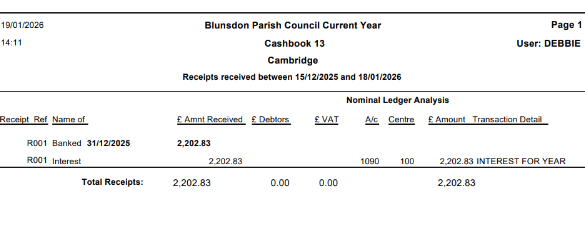 19/01/2026 Blunsdon Parish Council Current Year Page 1
14:11 Cashbook 13 User: DEBBIE
Cambridge
Receipts received between 15/12/2025 and 18/01/2026
Nominal Ledger Analysis
Receipt Ref Name of £ Amnt Received £ Debtors £ VAT A/c Centre £ Amount Transaction Detail
R001 Banked 31/12/2025 2,202.83
R001 Interest 2,202.83 1090 100 2,202.83 INTEREST FOR YEAR
Total Receipts: 2,202.83 0.00 0.00 2,202.83